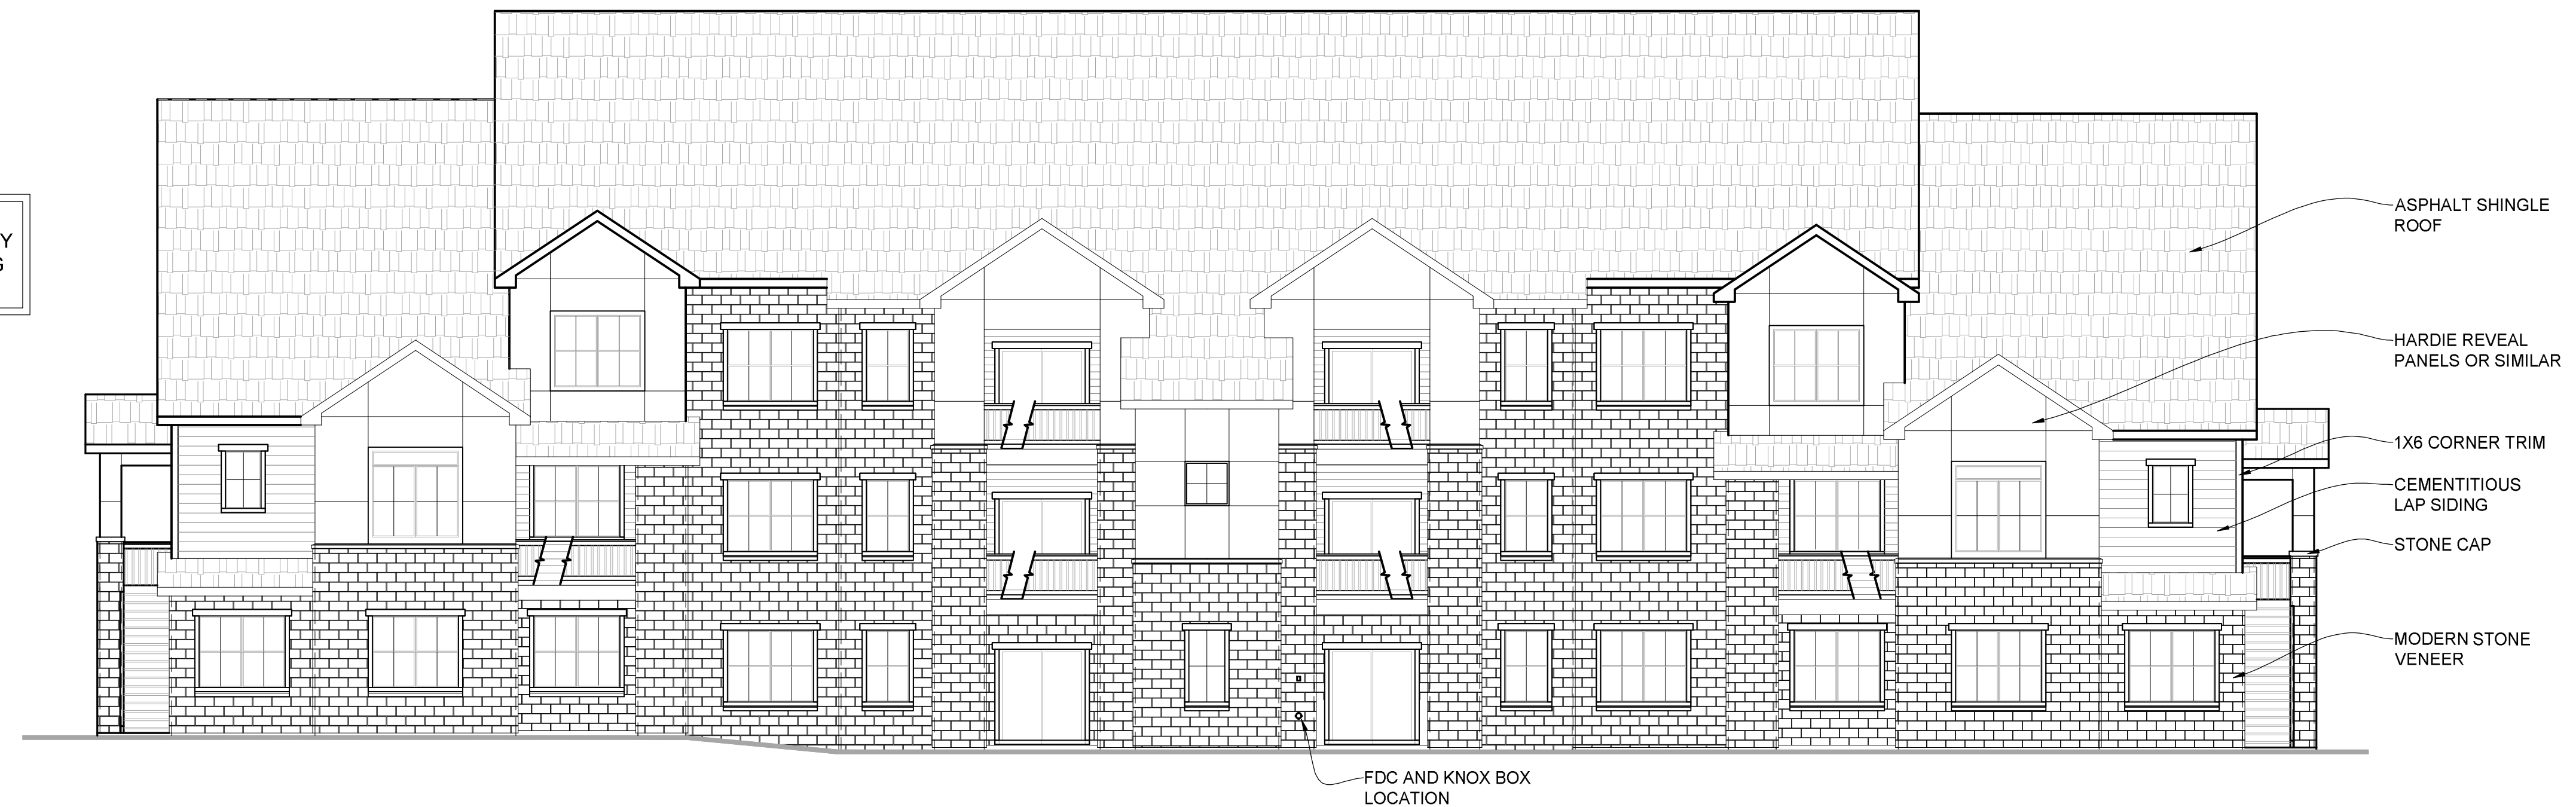 Y
G
ASPHALT SHINGLE
ROOF
HARDIE REVEAL
PANELS OR SIMILAR
1X6 CORNER TRIM
CEMENTITIOUS
LAP SIDING
STONE CAP
MODERN STONE
VENEER
FDC AND KNOX BOX
LOCATION